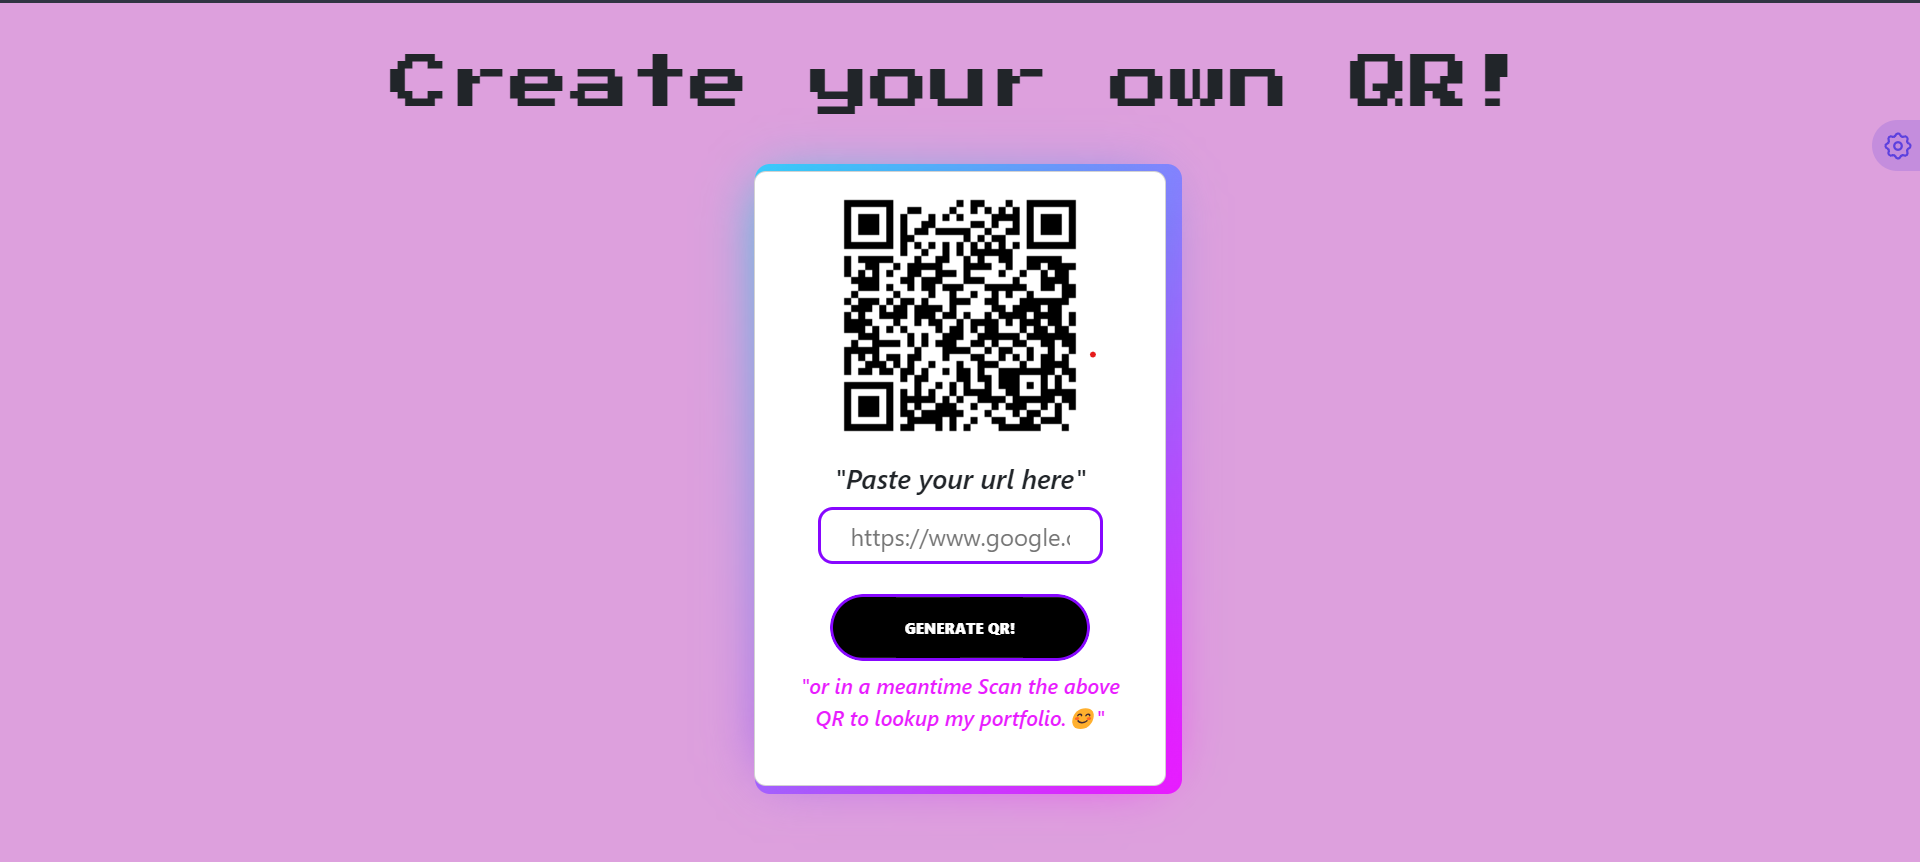 Create your own QR!
"Paste your url here"
https://www.google.c
GENERATE QR!
"or in a meantime Scan the above
QR to lookup my portfolio. 😊 "